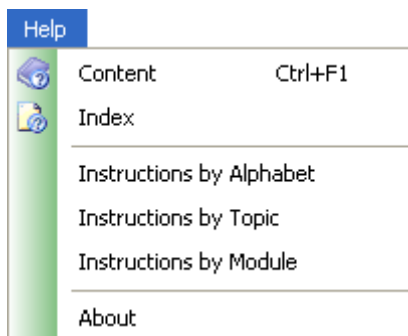 Help
Content Ctrl+F1
Index
Instructions by Alphabet
Instructions by Topic
Instructions by Module
About